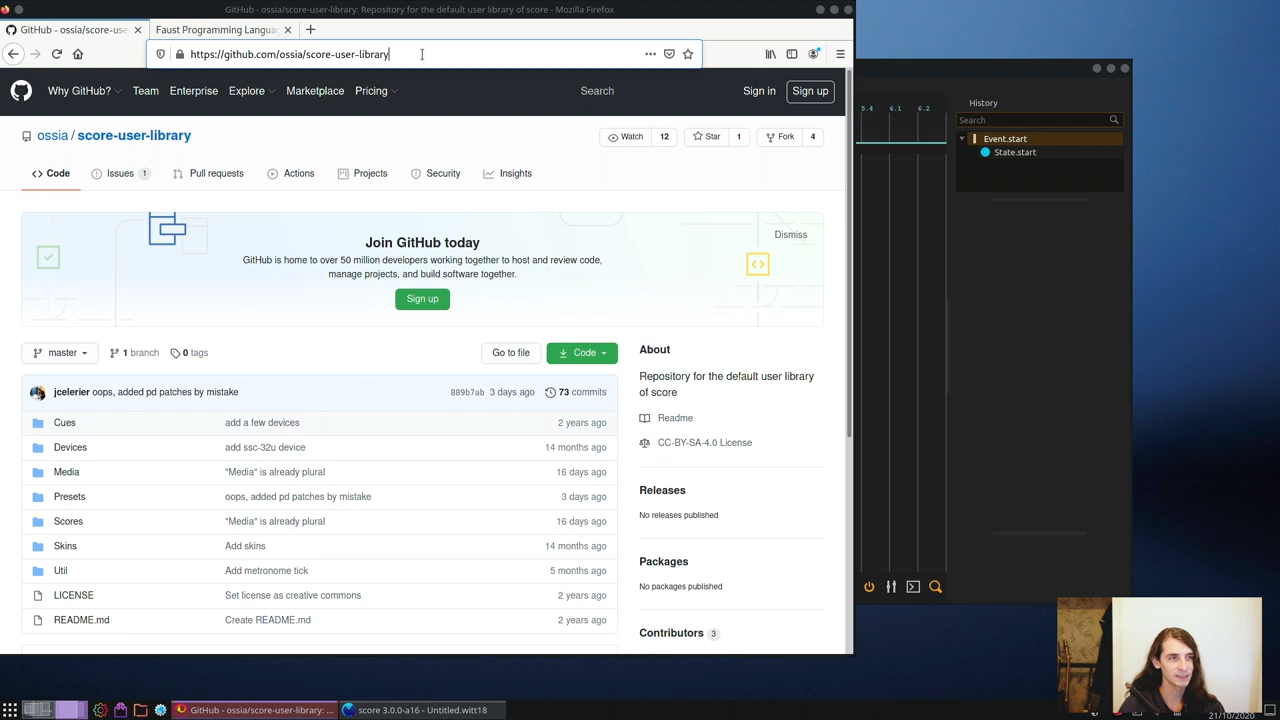 GitHub - ossia/score-user-library: Repository for the default user library of score - Mozilla Firefox
GitHub - ossia/score-use
Faust Programming Langua
https://github.com/ossia/score-user-library
Why GitHub?
Team
Enterprise
Explore
Marketplace
Pricing
Search
Sign in
Sign up
ossia / score-user-library
Watch 12
Star 1
Fork 4
Code
Issues 1
Pull requests
Actions
Projects
Security
Insights
Join GitHub today
Dismiss
GitHub is home to over 50 million developers working together to host and review code,
manage projects, and build software together.
Sign up
master
1 branch
0 tags
Go to file
Code
jcelerier oops, added pd patches by mistake
889b7ab 3 days ago
73 commits
Cues add a few devices 2 years ago
Devices add ssc-32u device 14 months ago
Media "Media" is already plural 16 days ago
Presets oops, added pd patches by mistake 3 days ago
Scores "Media" is already plural 16 days ago
Skins Add skins 14 months ago
Util Add metronome tick 5 months ago
LICENSE Set license as creative commons 2 years ago
README.md Create README.md 2 years ago
About
Repository for the default user library
of score
Readme
CC-BY-SA-4.0 License
Releases
No releases published
Packages
No packages published
Contributors 3
5.4 6.1 6.2
History
Search
Event.start
State.start
GitHub - ossia/score-user-library: ...
score 3.0.0-a16 - Untitled.witt18
21/10/2020